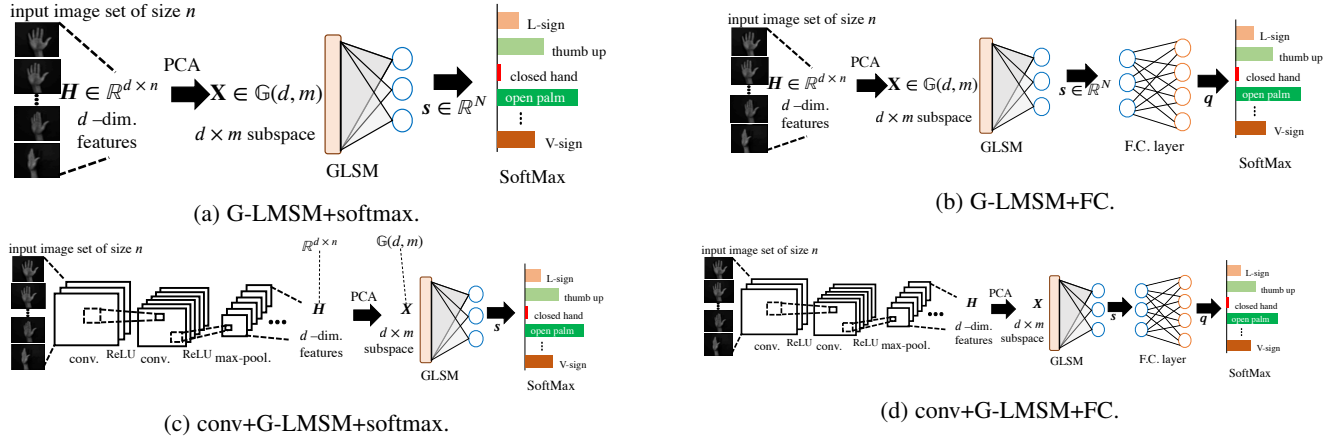 input image set of size n
H ∈ ℝ^{d × n}
d –dim.
features
PCA
X ∈ 𝔾(d, m)
d × m subspace
GLSM
s ∈ ℝ^N
L-sign
thumb up
closed hand
open palm
⋮
V-sign
SoftMax
(a) G-LMSM+softmax.
input image set of size n
H ∈ ℝ^{d × n}
d –dim.
features
PCA
X ∈ 𝔾(d, m)
d × m subspace
GLSM
s ∈ ℝ^N
F.C. layer
q
L-sign
thumb up
closed hand
open palm
⋮
V-sign
SoftMax
(b) G-LMSM+FC.
input image set of size n
conv.
ReLU
conv.
ReLU
max-pool.
•••
ℝ^{d × n}
H
d –dim.
features
PCA
𝔾(d, m)
X
d × m
subspace
GLSM
s
L-sign
thumb up
closed hand
open palm
⋮
V-sign
SoftMax
(c) conv+G-LMSM+softmax.
input image set of size n
conv.
ReLU
conv.
ReLU
max-pool.
•••
H
d –dim.
features
PCA
X
d × m
subspace
GLSM
s
F.C. layer
q
L-sign
thumb up
closed hand
open palm
⋮
V-sign
SoftMax
(d) conv+G-LMSM+FC.